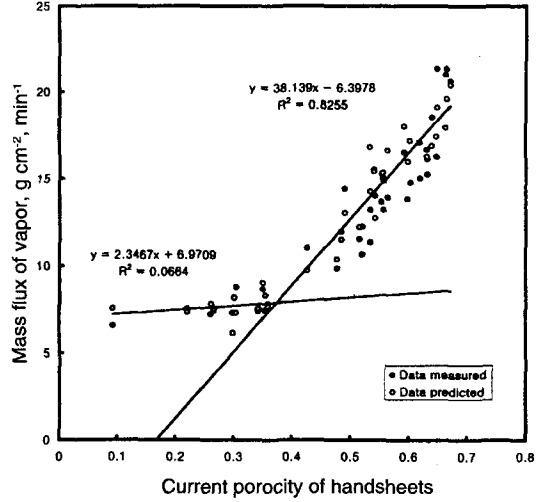 25
20
15
10
5
0
Mass flux of vapor, g cm⁻², min⁻¹
y = 38.139x − 6.3978
R² = 0.8255
y = 2.3467x + 6.9709
R² = 0.0664
Data measured
Data predicted
0 0.1 0.2 0.3 0.4 0.5 0.6 0.7 0.8
Current porocity of handsheets